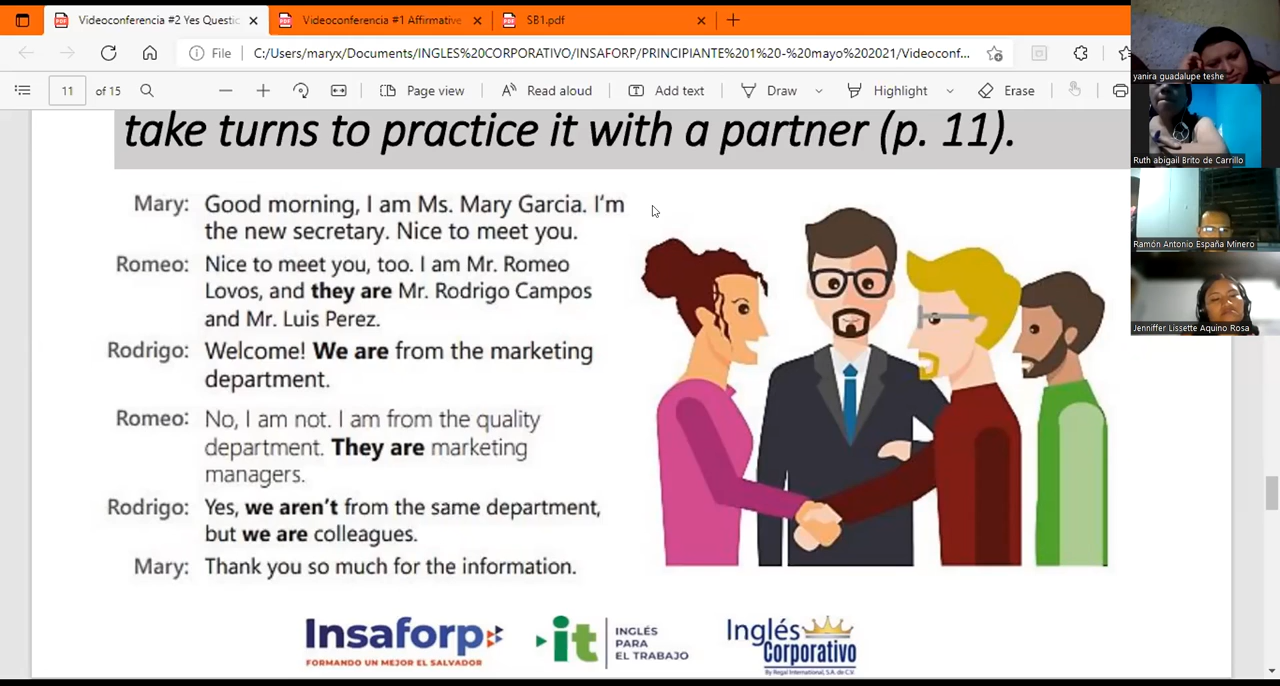 Videoconferencia #2 Yes Questic
Videoconferencia #1 Affirmative
SB1.pdf
File
C:/Users/maryx/Documents/INGLES%20CORPORATIVO/INSAFORP/PRINCIPIANTE%201%20-%20mayo%202021/Videoconf...
11 of 15
Page view
Read aloud
Add text
Draw
Highlight
Erase
take turns to practice it with a partner (p. 11).
Mary: Good morning, I am Ms. Mary Garcia. I'm
the new secretary. Nice to meet you.
Romeo: Nice to meet you, too. I am Mr. Romeo
Lovos, and they are Mr. Rodrigo Campos
and Mr. Luis Perez.
Rodrigo: Welcome! We are from the marketing
department.
Romeo: No, I am not. I am from the quality
department. They are marketing
managers.
Rodrigo: Yes, we aren't from the same department,
but we are colleagues.
Mary: Thank you so much for the information.
Insaforp
FORMANDO UN MEJOR EL SALVADOR
it
INGLÉS
PARA
EL TRABAJO
Inglés
Corporativo
By Regal International, S.A. de C.V.
yanira guadalupe teshe
Ruth abigail Brito de Carrillo
Ramón Antonio España Minero
Jenniffer Lissette Aquino Rosa